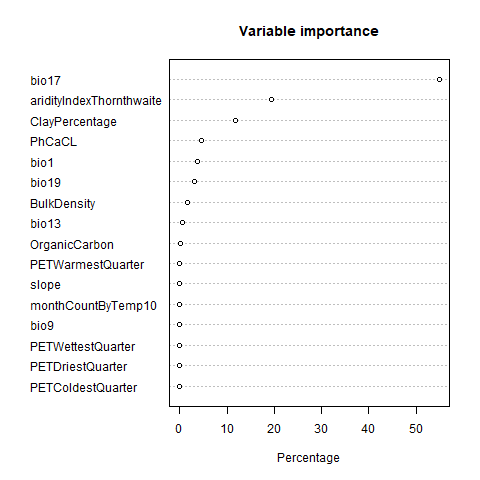 Variable importance
bio17
aridityIndexThornthwaite
ClayPercentage
PhCaCL
bio1
bio19
BulkDensity
bio13
OrganicCarbon
PETWarmestQuarter
slope
monthCountByTemp10
bio9
PETWettestQuarter
PETDriestQuarter
PETColdestQuarter
0 10 20 30 40 50
Percentage